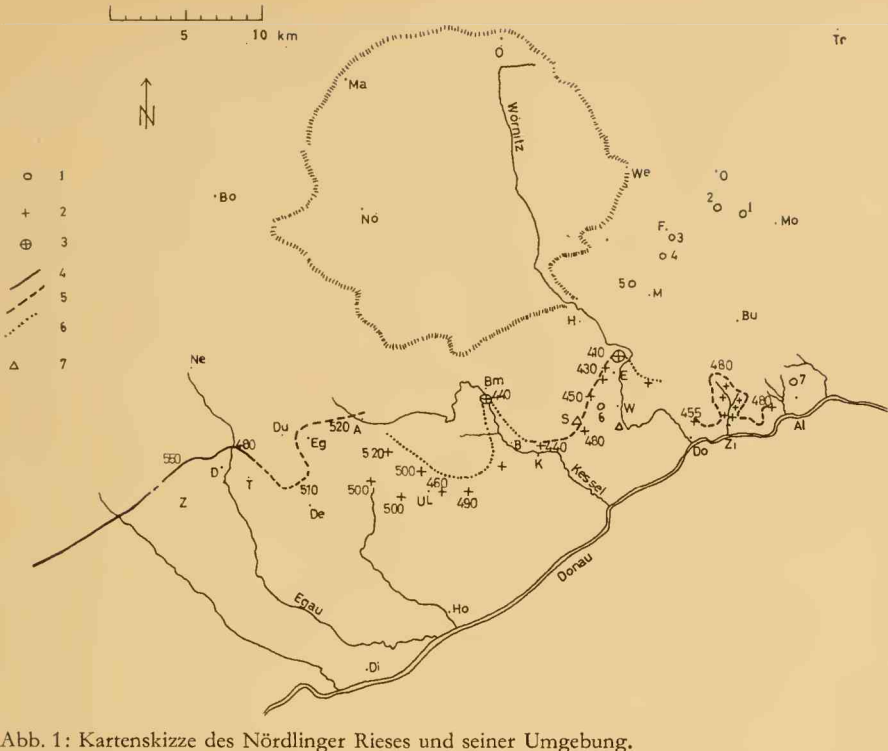 5 10 km
N
Tr
O
Ma
Wörnitz
1
2
3
4
5
6
7
Bo
Nö
We
O
2
1
Mo
F.
3
4
5
M
H
Bu
Ne
410
430
E
Bm
440
450
S
6
W
480
480
7
480
455
Al
Do
Zi
520
A
Du
Eg
520
B
K
440
Kessel
550
480
D
T
Z
510
De
500
460
500
UL
490
500
Donau
Egau
Ho
Di
Abb. 1: Kartenskizze des Nördlinger Rieses und seiner Umgebung.